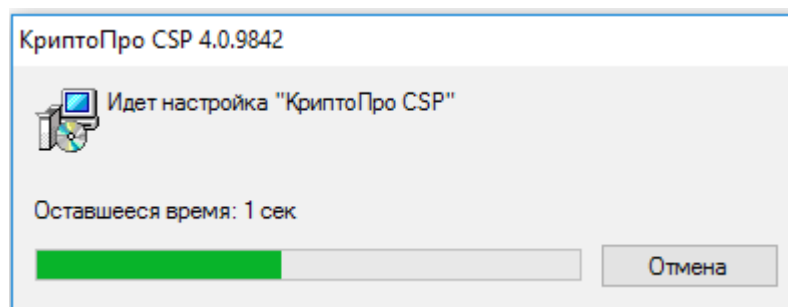 КриптоПро CSP 4.0.9842
Идет настройка "КриптоПро CSP"
Оставшееся время: 1 сек
Отмена